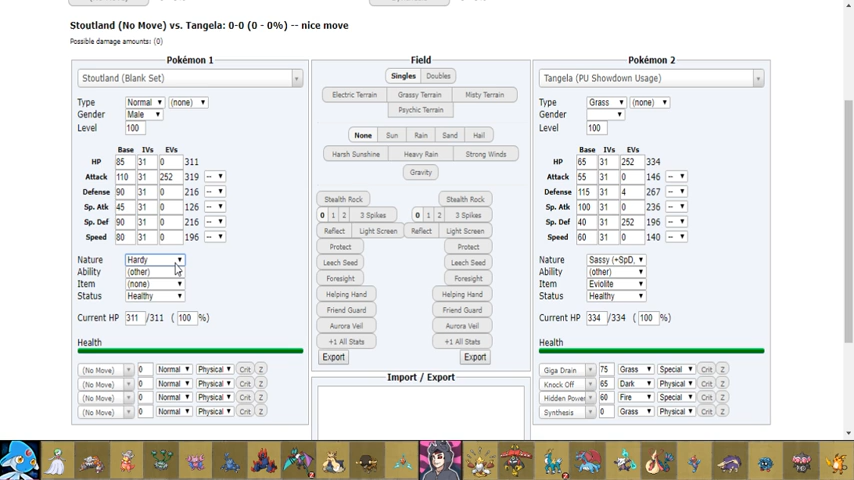 Stoutland (No Move) vs. Tangela: 0-0 (0 - 0%) -- nice move
Possible damage amounts: (0)
Pokémon 1
Stoutland (Blank Set)
Type Normal (none)
Gender Male
Level 100
Base IVs EVs
HP 85 31 0 311
Attack 110 31 252 319 --
Defense 90 31 0 216 --
Sp. Atk 45 31 0 126 --
Sp. Def 90 31 0 216 --
Speed 80 31 0 196 --
Nature Hardy
Ability (other)
Item (none)
Status Healthy
Current HP 311 /311 ( 100 %)
Health
(No Move) 0 Normal Physical Crit Z
(No Move) 0 Normal Physical Crit Z
(No Move) 0 Normal Physical Crit Z
(No Move) 0 Normal Physical Crit Z
Field
Singles Doubles
Electric Terrain Grassy Terrain Misty Terrain
Psychic Terrain
None Sun Rain Sand Hail
Harsh Sunshine Heavy Rain Strong Winds
Gravity
Stealth Rock Stealth Rock
0 1 2 3 Spikes 0 1 2 3 Spikes
Reflect Light Screen Reflect Light Screen
Protect Protect
Leech Seed Leech Seed
Foresight Foresight
Helping Hand Helping Hand
Friend Guard Friend Guard
Aurora Veil Aurora Veil
+1 All Stats +1 All Stats
Export Export
Import / Export
Pokémon 2
Tangela (PU Showdown Usage)
Type Grass (none)
Gender
Level 100
Base IVs EVs
HP 65 31 252 334
Attack 55 31 0 146 --
Defense 115 31 4 267 --
Sp. Atk 100 31 0 236 --
Sp. Def 40 31 252 196 --
Speed 60 31 0 140 --
Nature Sassy (+SpD,
Ability (other)
Item Eviolite
Status Healthy
Current HP 334 /334 ( 100 %)
Health
Giga Drain 75 Grass Special Crit Z
Knock Off 65 Dark Physical Crit Z
Hidden Power 60 Fire Special Crit Z
Synthesis 0 Grass Physical Crit Z